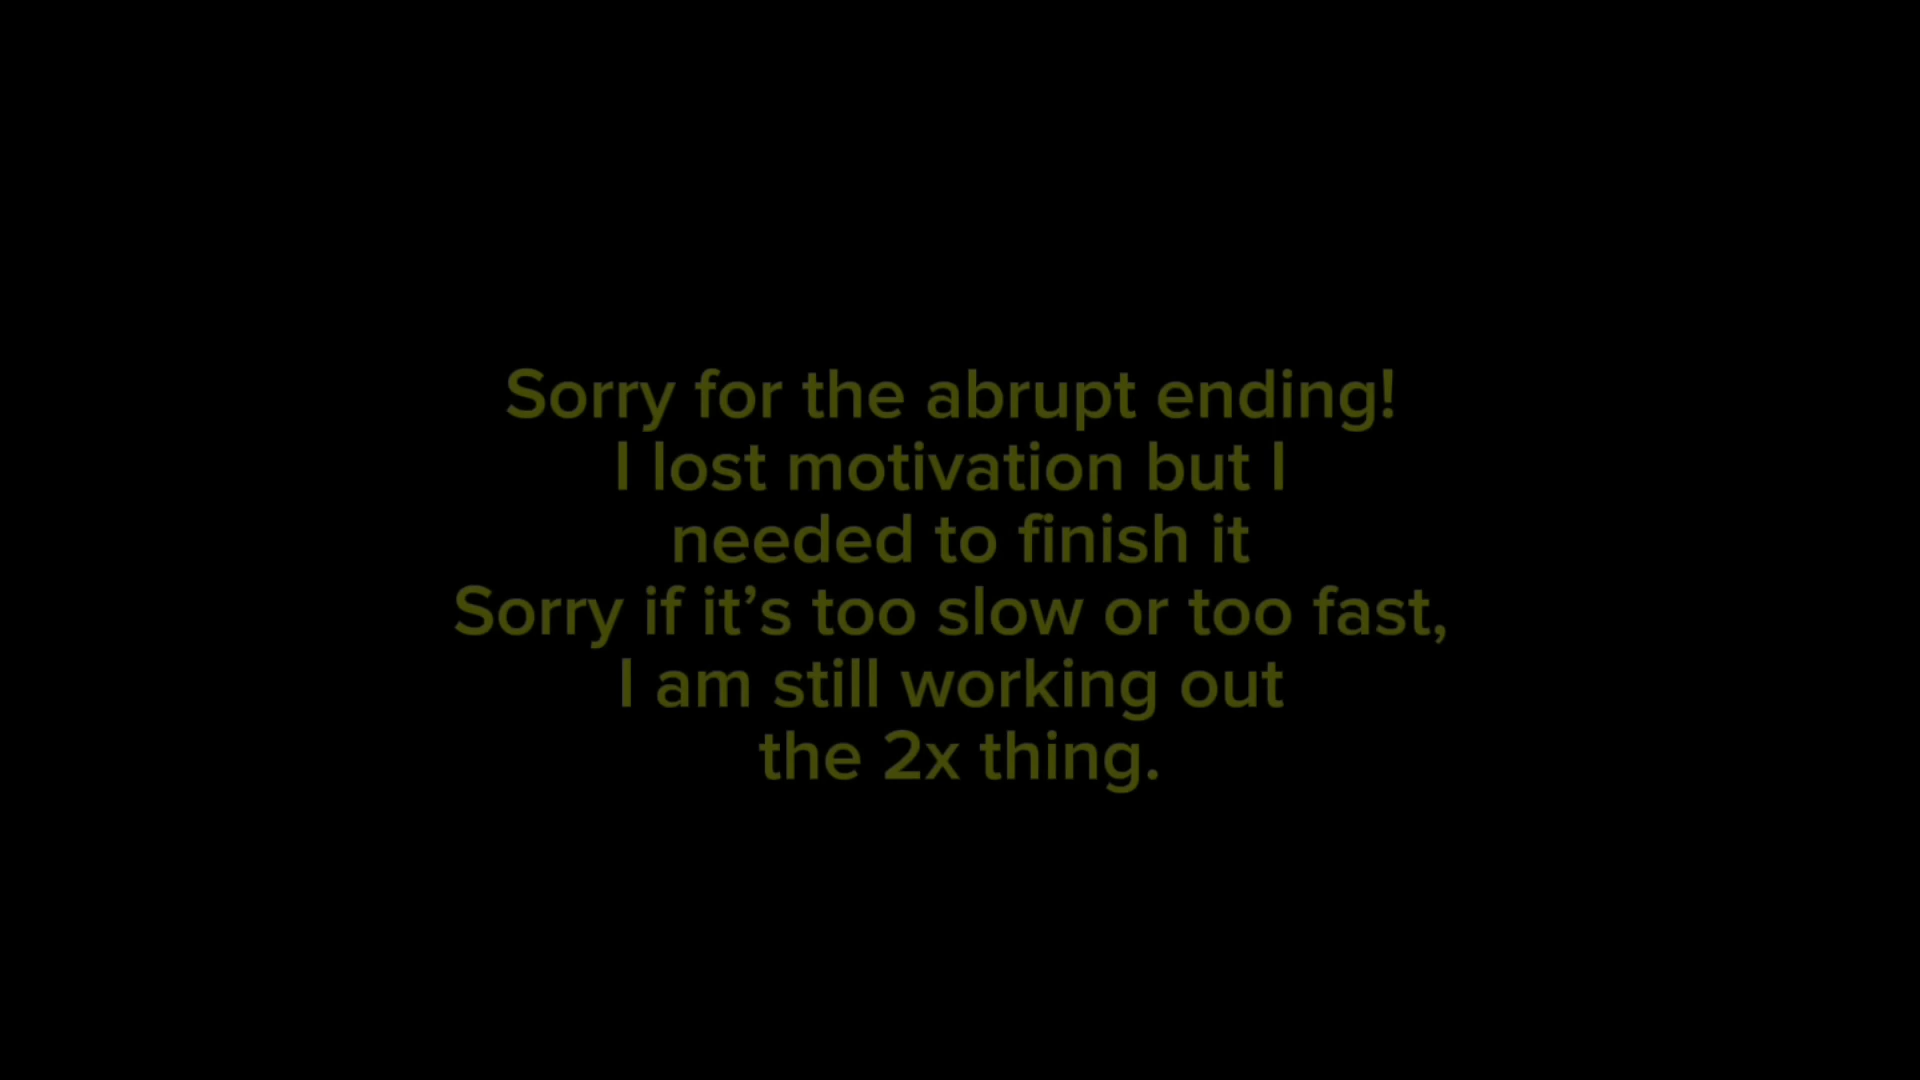 Sorry for the abrupt ending!
I lost motivation but I
needed to finish it
Sorry if it’s too slow or too fast,
I am still working out
the 2x thing.